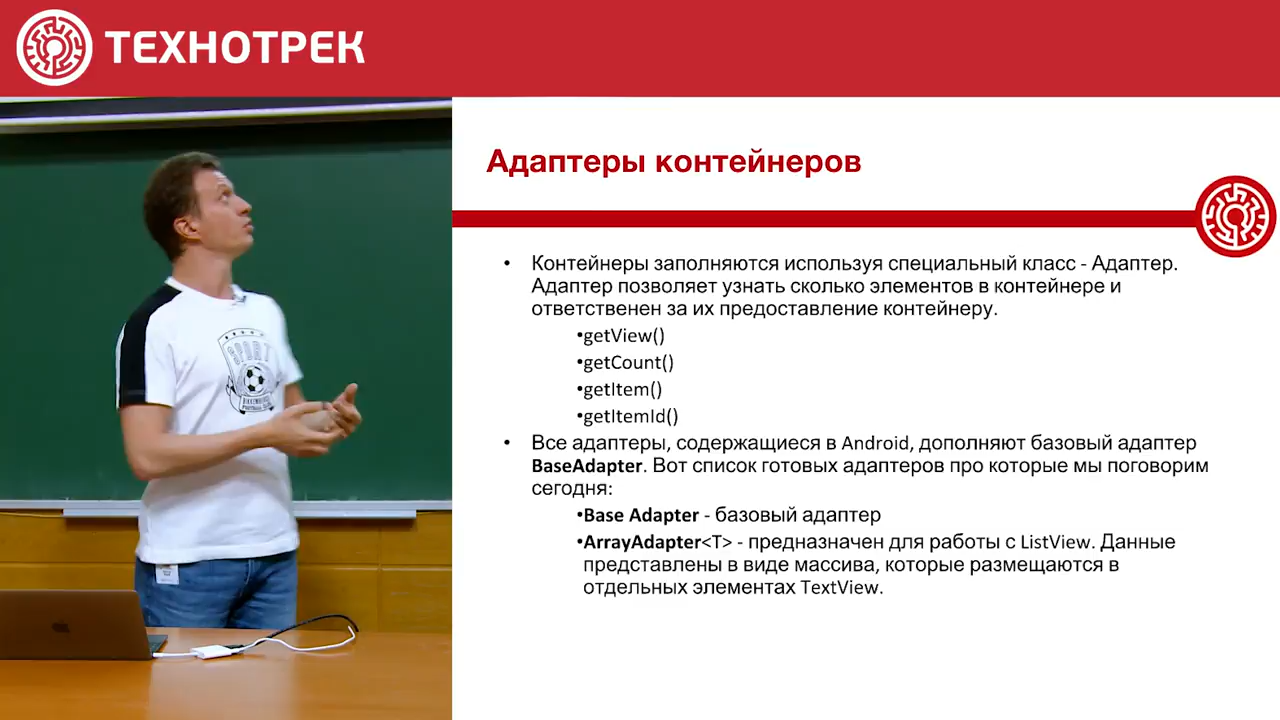 ТЕХНОТРЕК
Адаптеры контейнеров
• Контейнеры заполняются используя специальный класс - Адаптер.
Адаптер позволяет узнать сколько элементов в контейнере и
ответственен за их предоставление контейнеру.
•getView()
•getCount()
•getItem()
•getItemId()
• Все адаптеры, содержащиеся в Android, дополняют базовый адаптер
BaseAdapter. Вот список готовых адаптеров про которые мы поговорим
сегодня:
•Base Adapter - базовый адаптер
•ArrayAdapter<T> - предназначен для работы с ListView. Данные
представлены в виде массива, которые размещаются в
отдельных элементах TextView.
SPORT